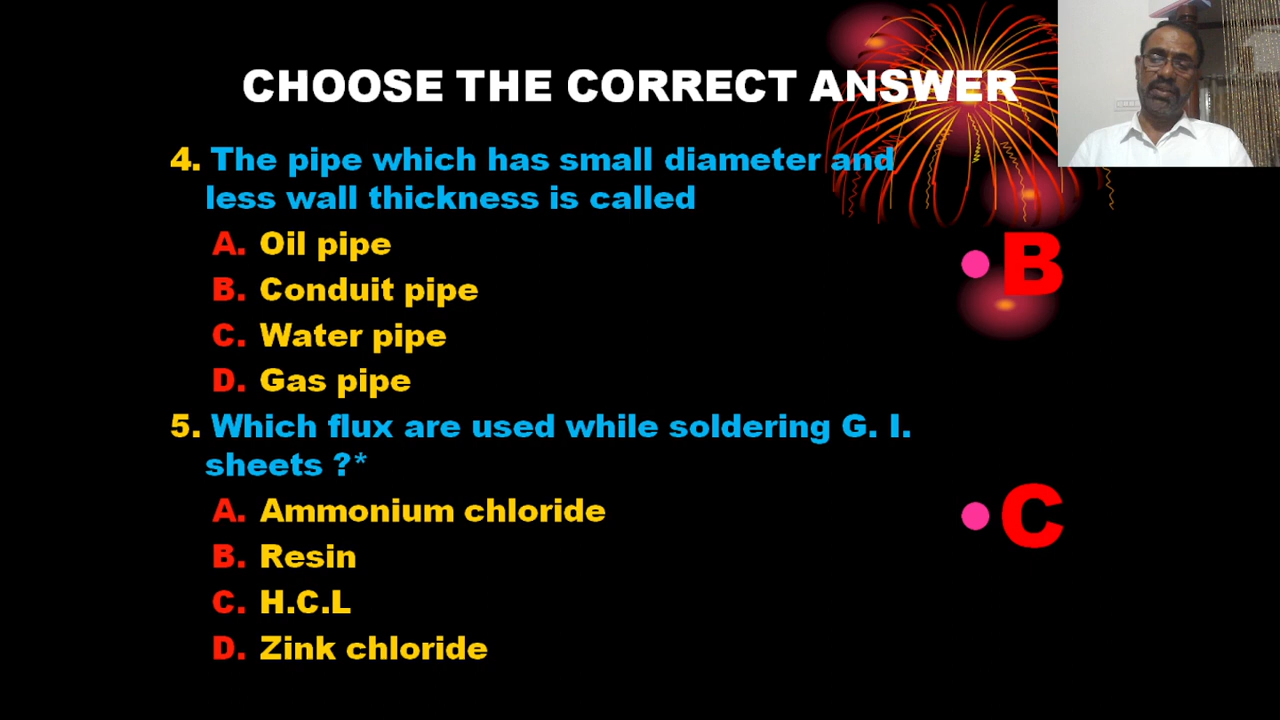 CHOOSE THE CORRECT ANSWER
4. The pipe which has small diameter and
less wall thickness is called
A. Oil pipe
B. Conduit pipe
C. Water pipe
D. Gas pipe
• B
5. Which flux are used while soldering G. I.
sheets ?*
A. Ammonium chloride
B. Resin
C. H.C.L
D. Zink chloride
• C